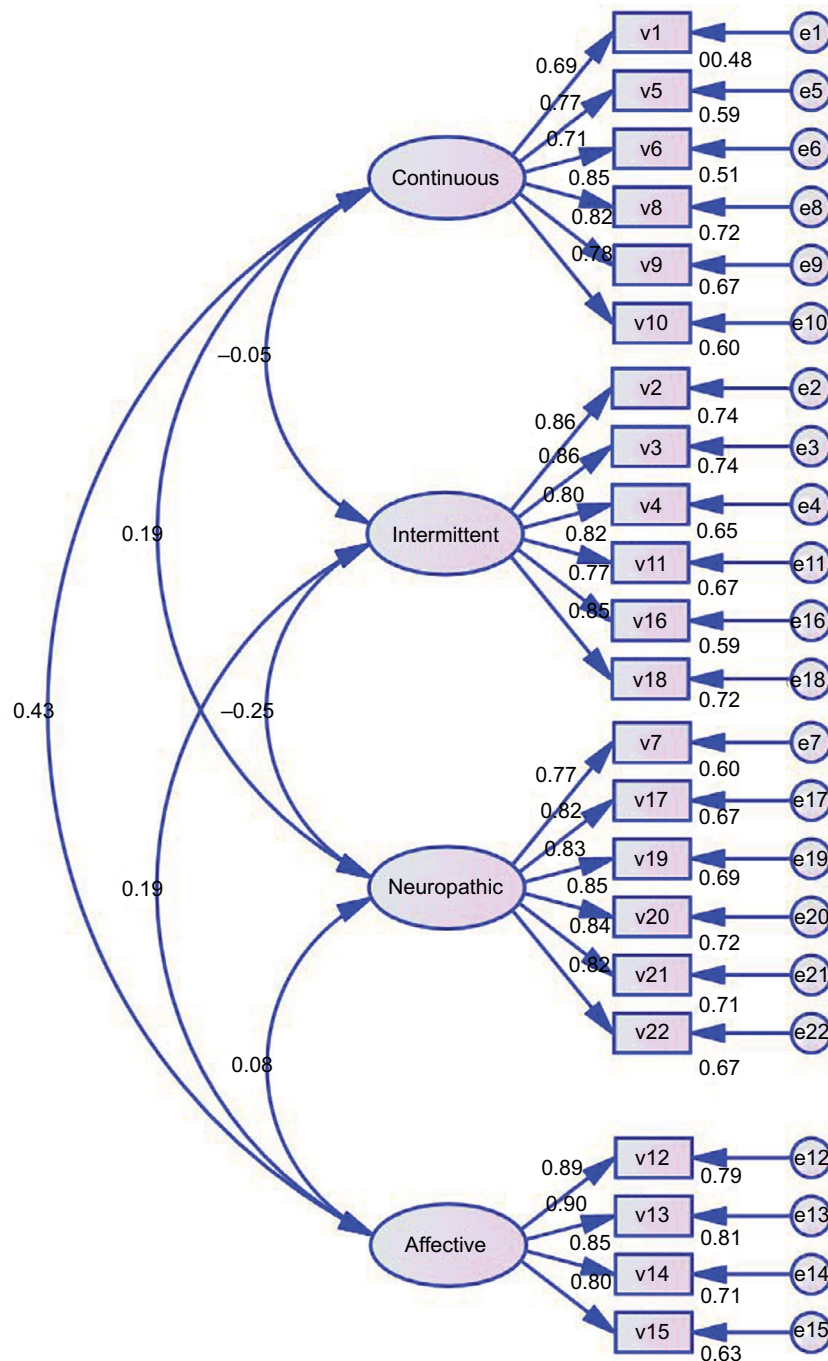 v1
e1
0.69
00.48
v5
e5
0.77
0.59
v6
e6
0.71
0.51
Continuous
0.85
v8
e8
0.82
0.72
v9
e9
0.78
0.67
v10
e10
0.60
–0.05
v2
e2
0.86
0.74
v3
e3
0.86
0.74
v4
e4
0.80
0.65
0.19
Intermittent
0.82
v11
e11
0.77
0.67
v16
e16
0.85
0.59
v18
e18
0.72
0.43
–0.25
v7
e7
0.77
0.60
v17
e17
0.82
0.67
v19
e19
0.83
0.69
0.19
Neuropathic
0.85
v20
e20
0.84
0.72
v21
e21
0.82
0.71
v22
e22
0.67
0.08
v12
e12
0.89
0.79
v13
e13
0.90
0.81
Affective
0.85
v14
e14
0.80
0.71
v15
e15
0.63